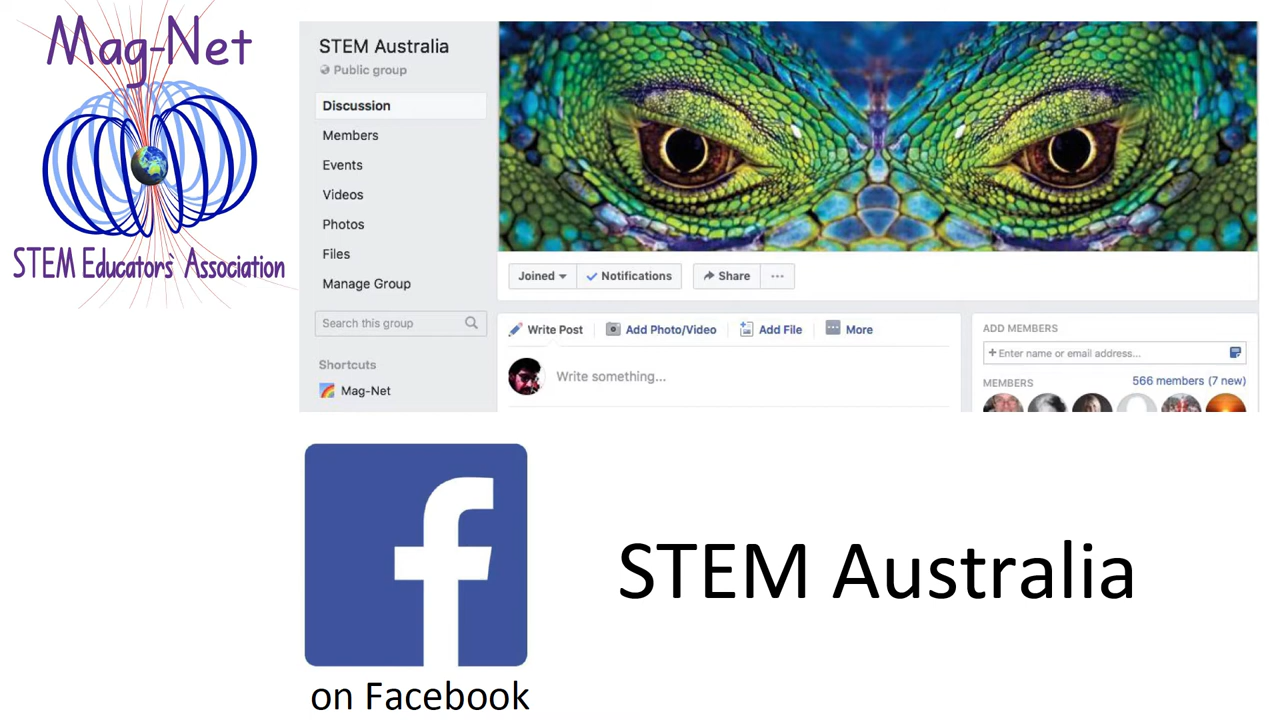 Mag-Net
STEM Educators' Association
STEM Australia
Public group
Discussion
Members
Events
Videos
Photos
Files
Manage Group
Search this group
Shortcuts
Mag-Net
Joined
Notifications
Share
Write Post
Add Photo/Video
Add File
More
Write something...
ADD MEMBERS
+ Enter name or email address...
MEMBERS
566 members (7 new)
STEM Australia
on Facebook